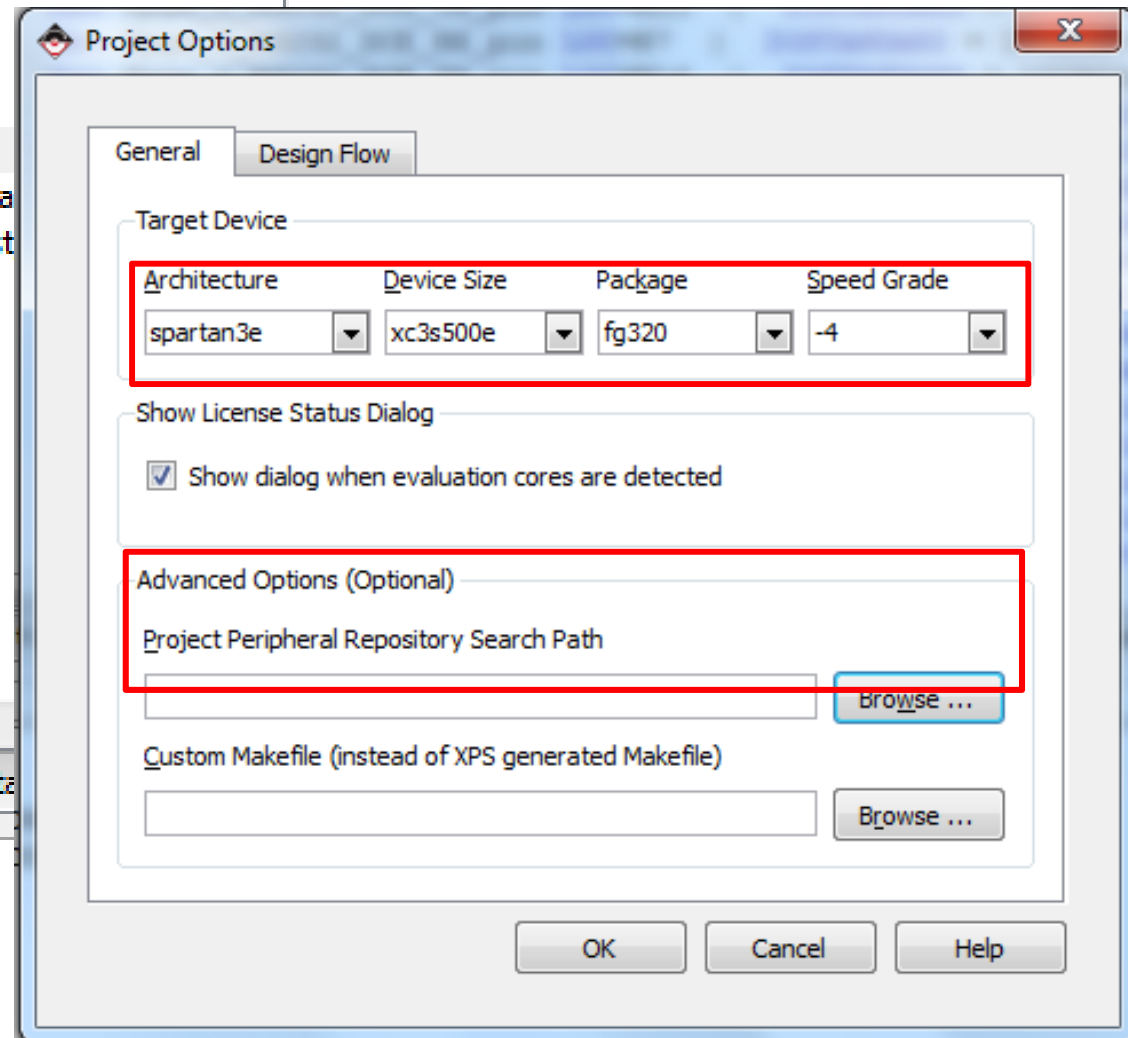 Project Options
General
Design Flow
Target Device
Architecture Device Size Package Speed Grade
spartan3e xc3s500e fg320 -4
Show License Status Dialog
Show dialog when evaluation cores are detected
Advanced Options (Optional)
Project Peripheral Repository Search Path
Browse ...
Custom Makefile (instead of XPS generated Makefile)
Browse ...
OK Cancel Help